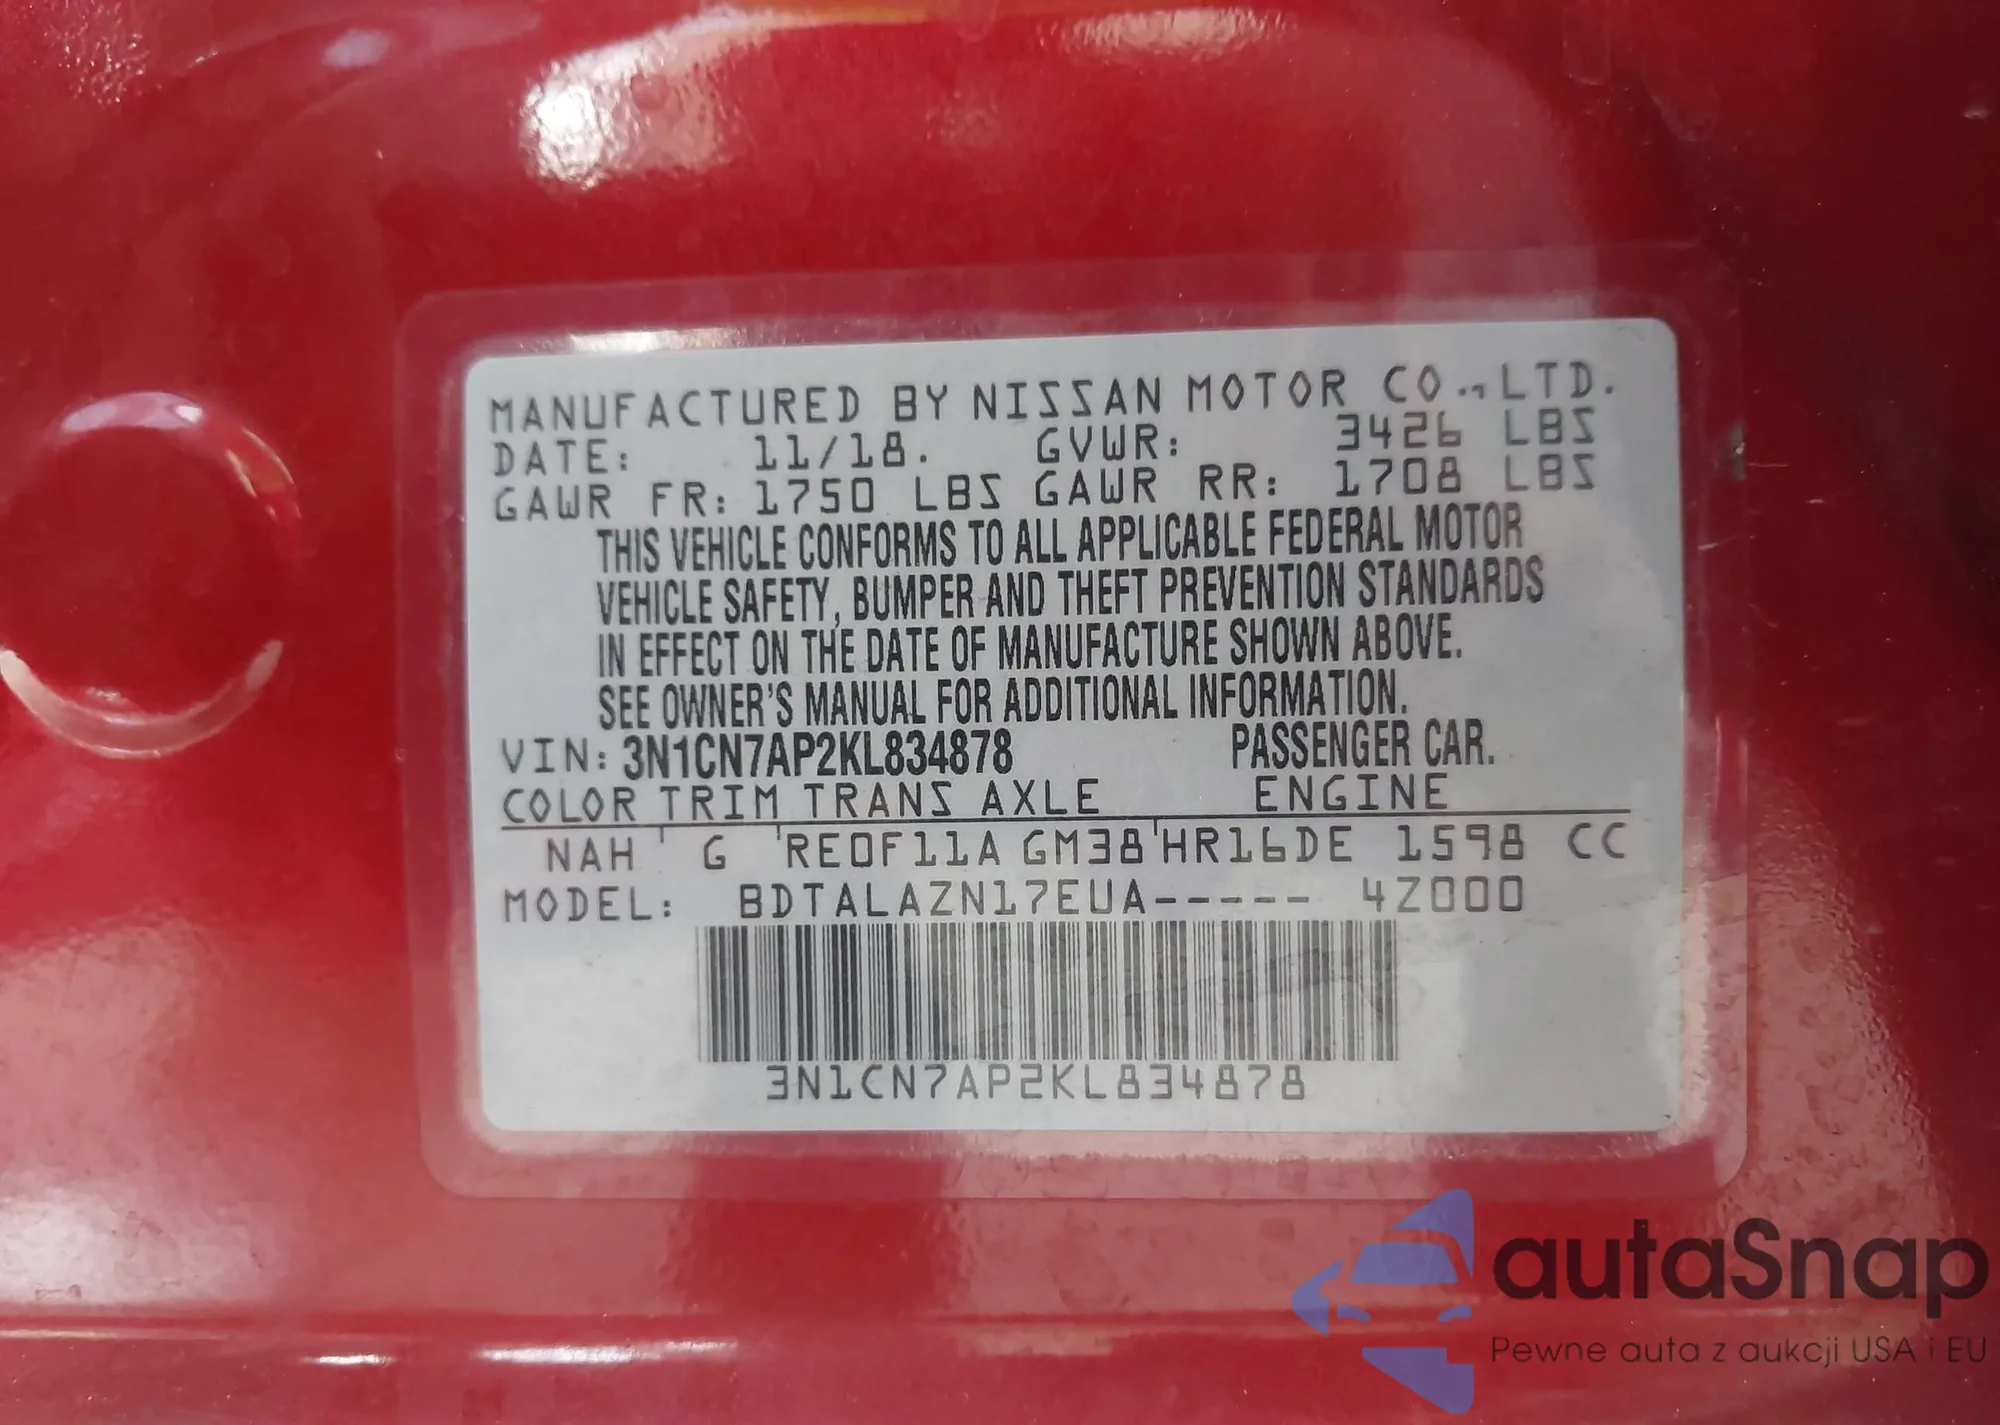 MANUFACTURED BY NISSAN MOTOR CO., LTD.
DATE: 11/18. GVWR: 3426 LBS
GAWR FR: 1750 LBS GAWR RR: 1708 LBS
THIS VEHICLE CONFORMS TO ALL APPLICABLE FEDERAL MOTOR
VEHICLE SAFETY, BUMPER AND THEFT PREVENTION STANDARDS
IN EFFECT ON THE DATE OF MANUFACTURE SHOWN ABOVE.
SEE OWNER'S MANUAL FOR ADDITIONAL INFORMATION.
VIN: 3N1CN7AP2KL834878 PASSENGER CAR.
COLOR TRIM TRANS AXLE ENGINE
NAH G RE0F11A GM38 HR16DE 1598 CC
MODEL: BDTALAZN17EUA----- 4Z000
3N1CN7AP2KL834878
autaSnap
Pewne auta z aukcji USA i EU